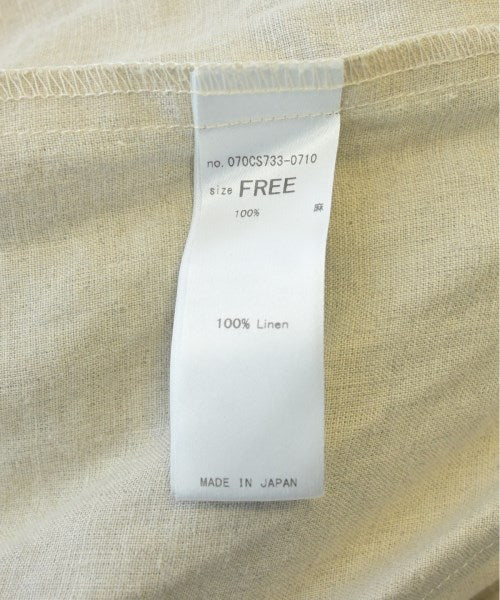 no. 070CS733-0710
size FREE
100% 麻
100% Linen
MADE IN JAPAN